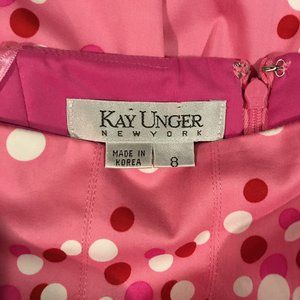 KAY UNGER
NEW YORK
MADE IN
KOREA
8